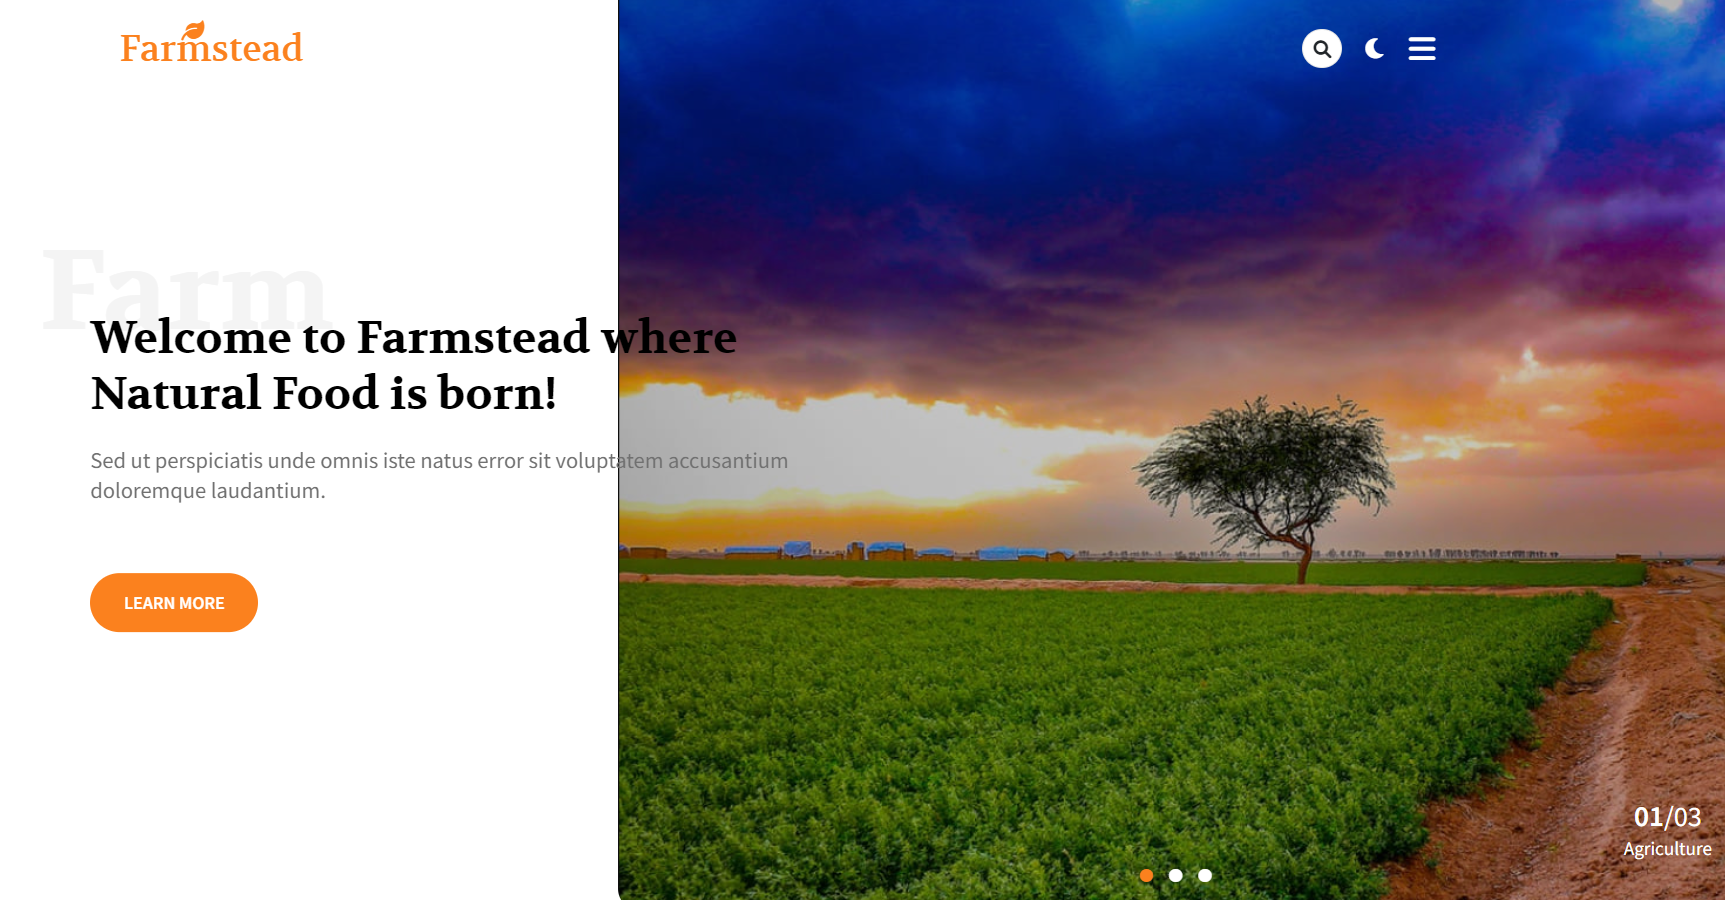 Farmstead
Farm
Welcome to Farmstead where
Natural Food is born!
Sed ut perspiciatis unde omnis iste natus error sit voluptatem accusantium
doloremque laudantium.
LEARN MORE
01/03
Agriculture